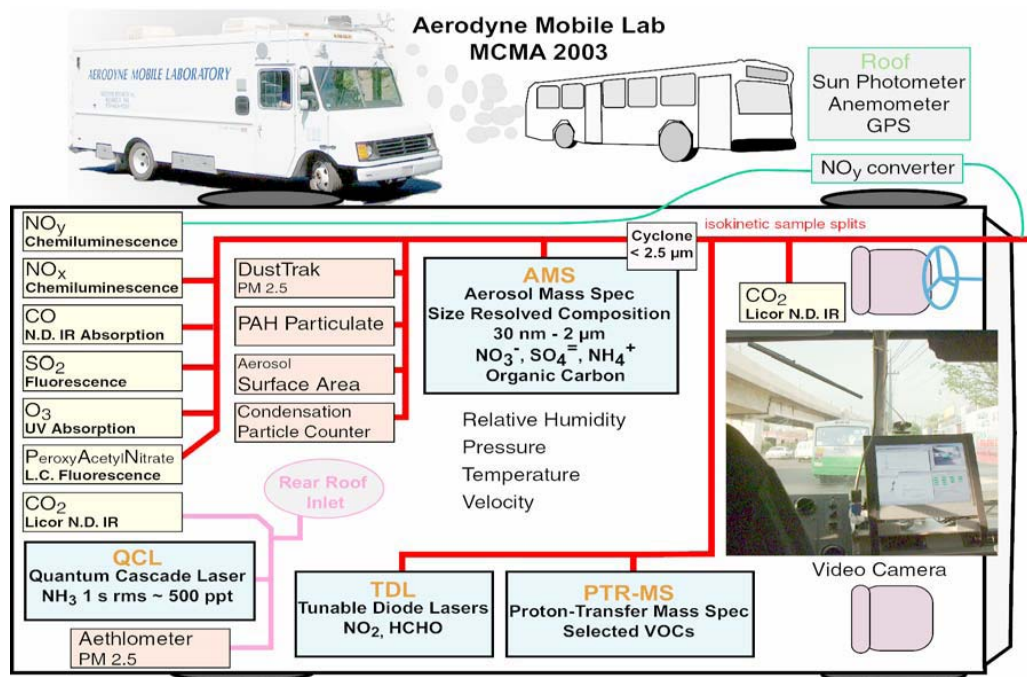 Aerodyne Mobile Lab
MCMA 2003
AERODYNE MOBILE LABORATORY
Roof
Sun Photometer
Anemometer
GPS
NOy converter
isokinetic sample splits
NOy
Chemiluminescence
NOx
Chemiluminescence
CO
N.D. IR Absorption
SO2
Fluorescence
O3
UV Absorption
PeroxyAcetylNitrate
L.C. Fluorescence
CO2
Licor N.D. IR
DustTrak
PM 2.5
PAH Particulate
Aerosol
Surface Area
Condensation
Particle Counter
Cyclone
< 2.5 µm
AMS
Aerosol Mass Spec
Size Resolved Composition
30 nm - 2 µm
NO3-, SO4=, NH4+
Organic Carbon
CO2
Licor N.D. IR
Relative Humidity
Pressure
Temperature
Velocity
Rear Roof
Inlet
QCL
Quantum Cascade Laser
NH3 1 s rms ~ 500 ppt
Aethlometer
PM 2.5
TDL
Tunable Diode Lasers
NO2, HCHO
PTR-MS
Proton-Transfer Mass Spec
Selected VOCs
Video Camera